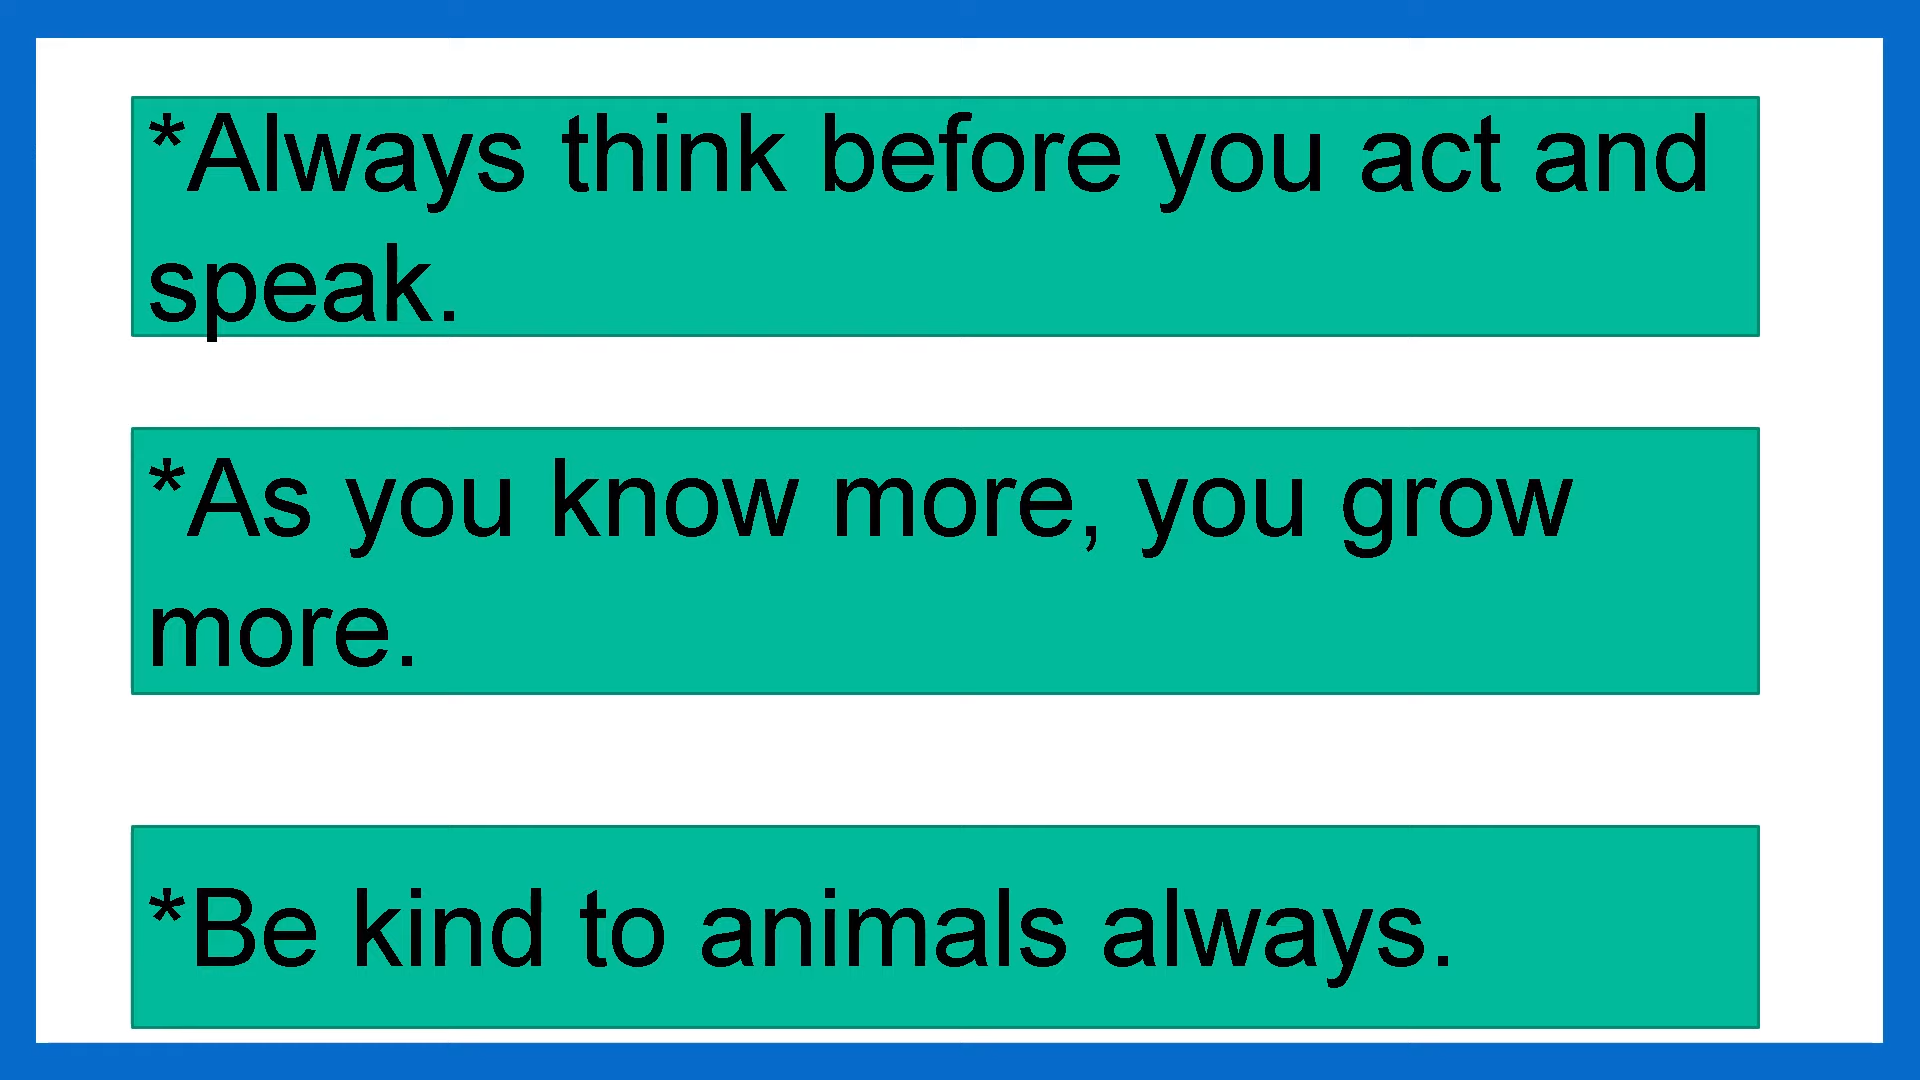 *Always think before you act and
speak.
*As you know more, you grow
more.
*Be kind to animals always.